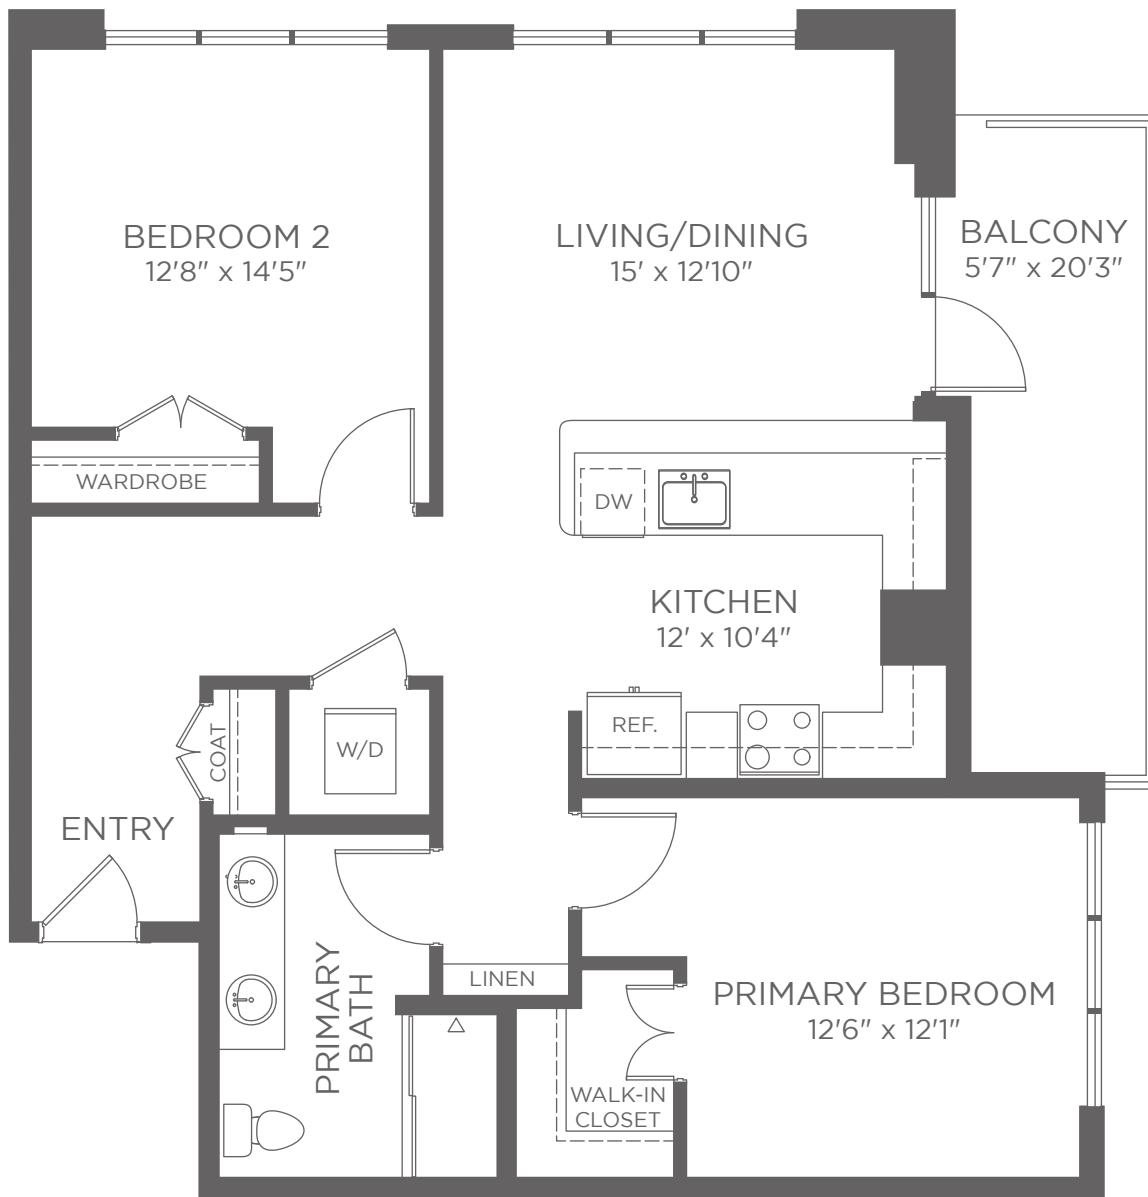 BEDROOM 2
12'8" x 14'5"
LIVING/DINING
15' x 12'10"
BALCONY
5'7" x 20'3"
WARDROBE
DW
KITCHEN
12' x 10'4"
REF.
W/D
COAT
ENTRY
PRIMARY
BATH
LINEN
PRIMARY BEDROOM
12'6" x 12'1"
WALK-IN
CLOSET